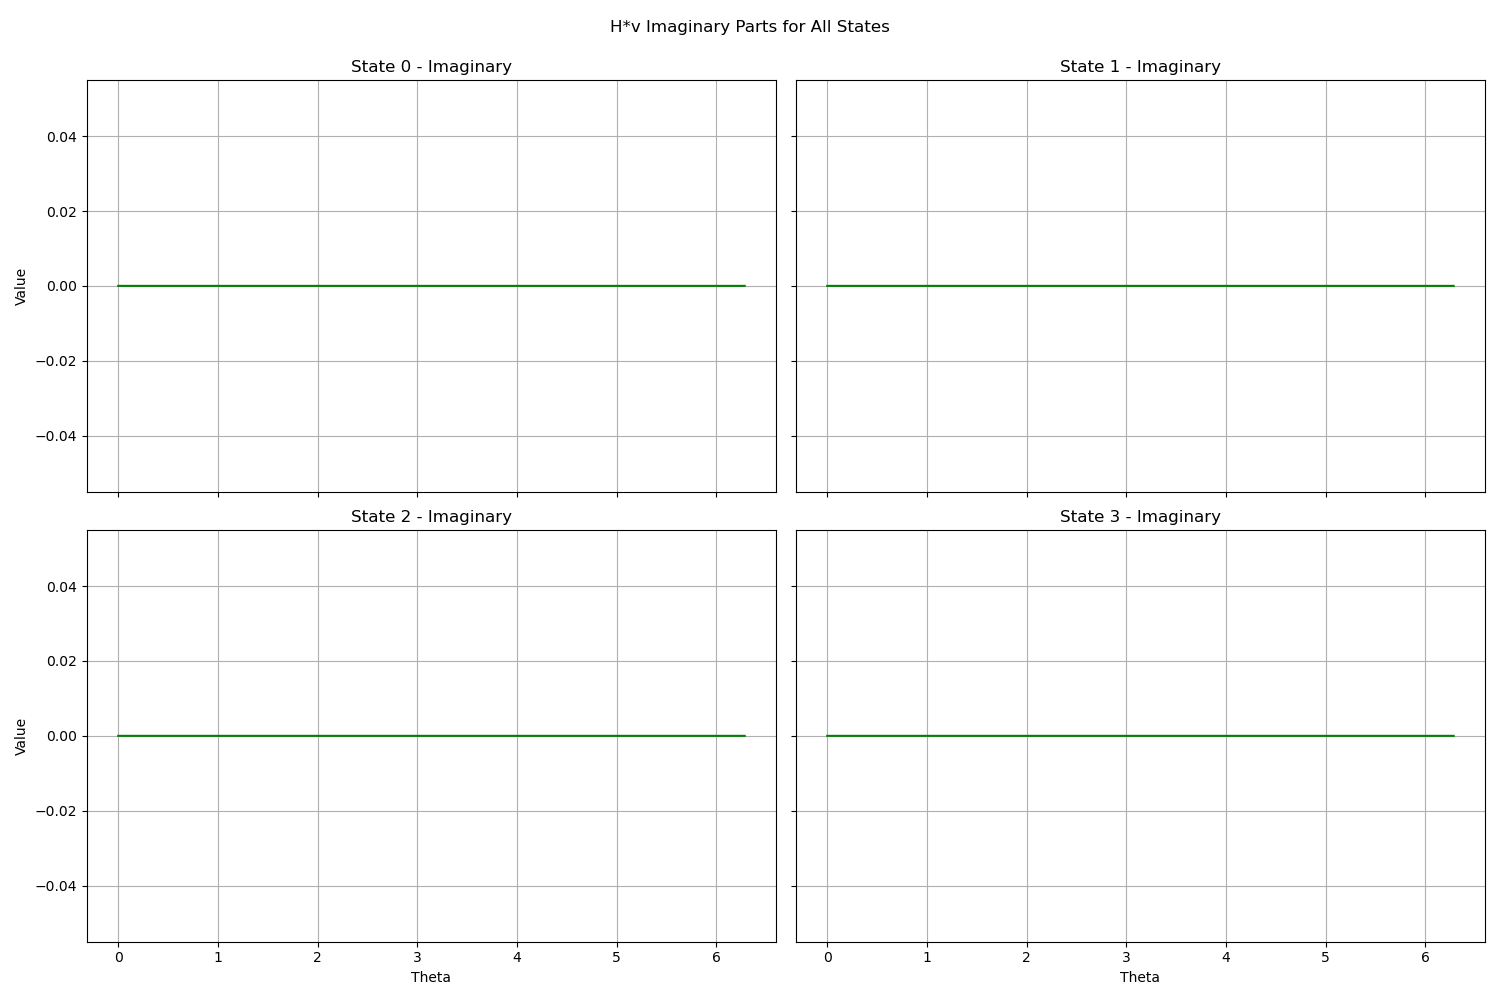 H*v Imaginary Parts for All States
State 0 - Imaginary
State 1 - Imaginary
0.04
0.02
0.00
−0.02
−0.04
Value
State 2 - Imaginary
State 3 - Imaginary
0.04
0.02
0.00
−0.02
−0.04
Value
0 1 2 3 4 5 6
0 1 2 3 4 5 6
Theta
Theta